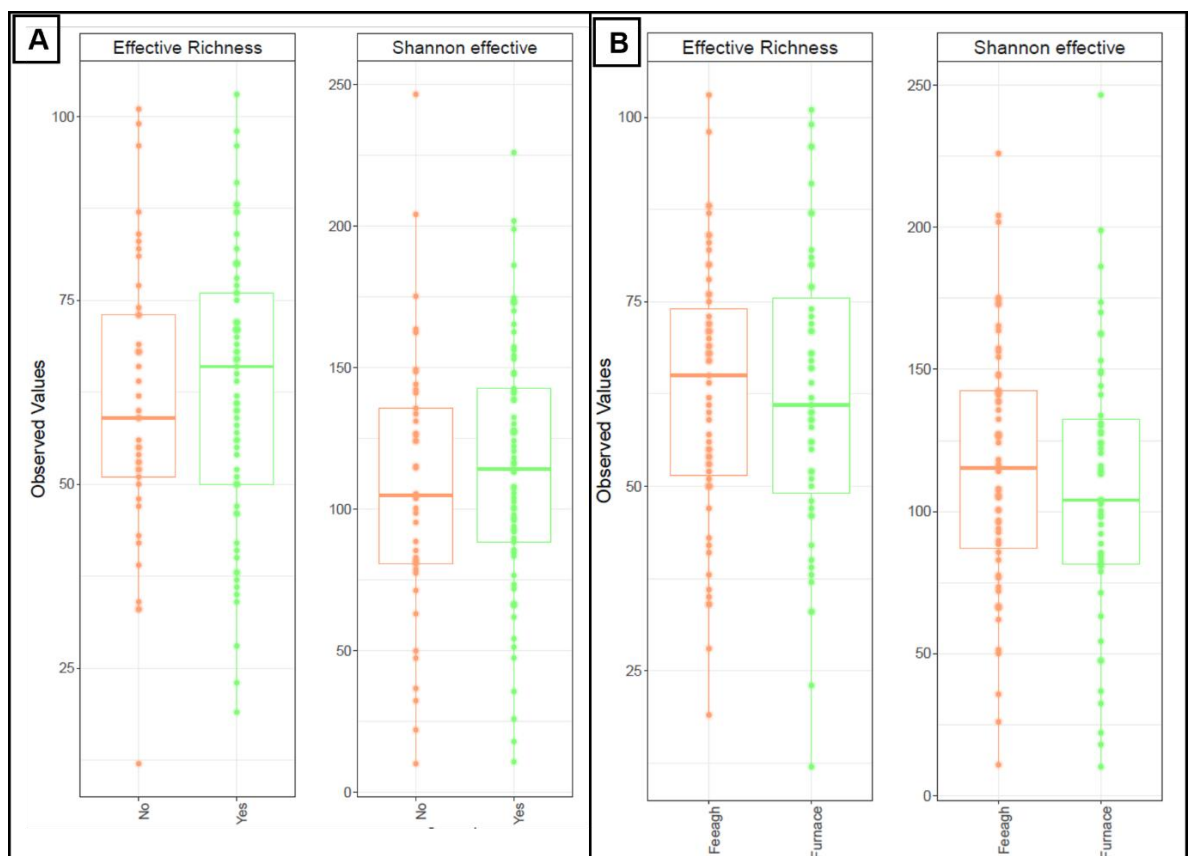 A
Effective Richness
Shannon effective
Observed Values
100
75
50
25
250
200
150
100
50
0
No
Yes
No
Yes
B
Effective Richness
Shannon effective
Observed Values
100
75
50
25
250
200
150
100
50
0
Feeagh
Furnace
Feeagh
Furnace